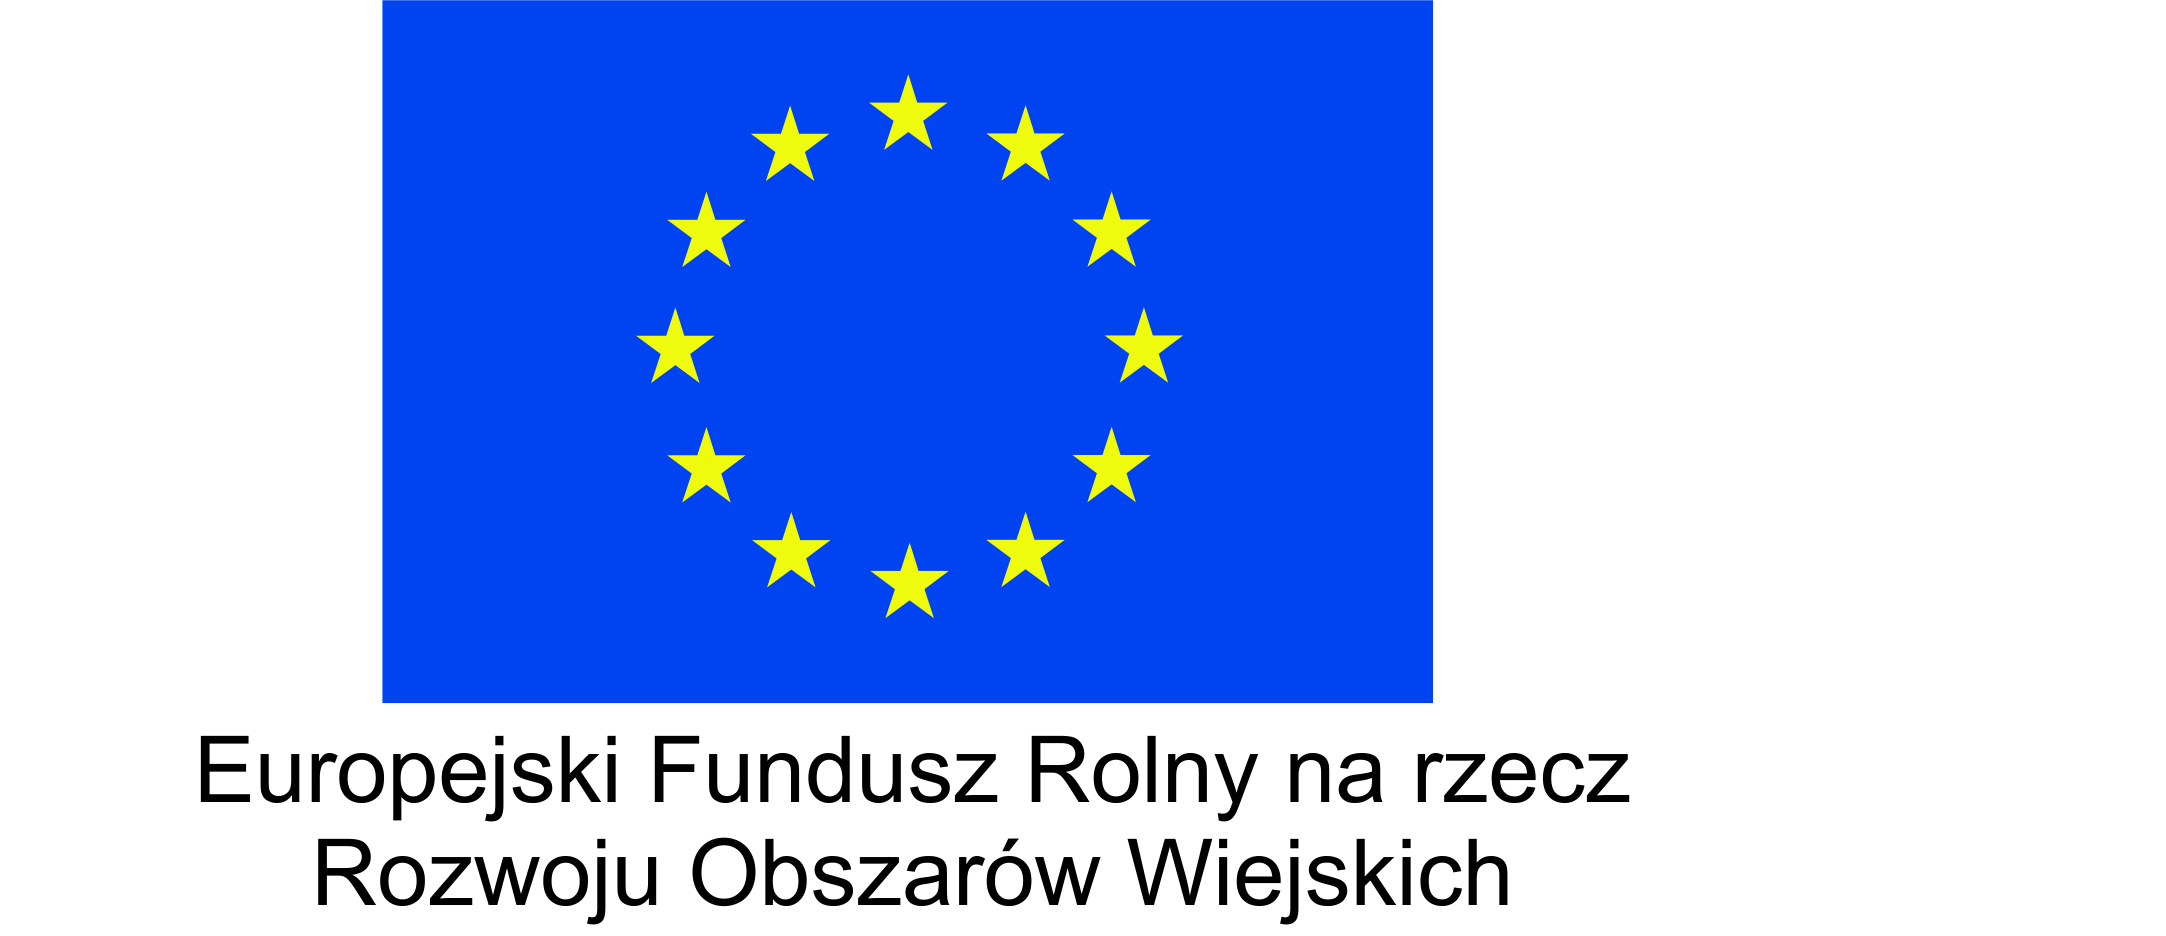 Europejski Fundusz Rolny na rzecz
Rozwoju Obszarów Wiejskich